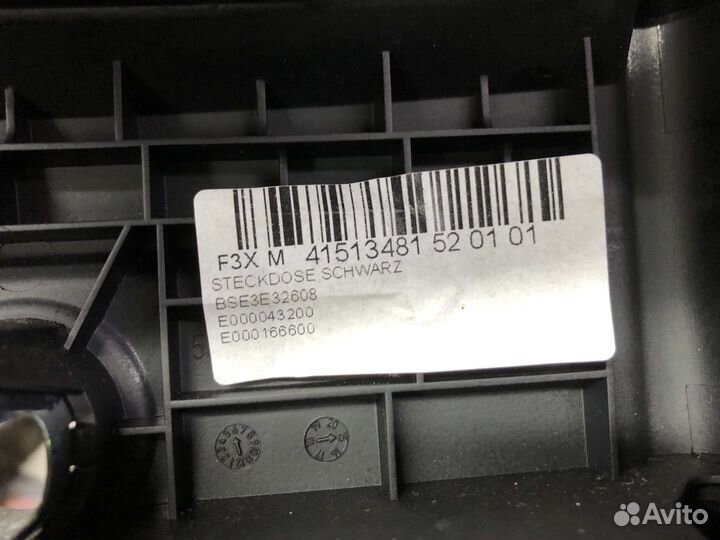 F3X M 41513481 52 01 01
STECKDOSE SCHWARZ
BSE3E32608
E000043200
E000166600
Avito